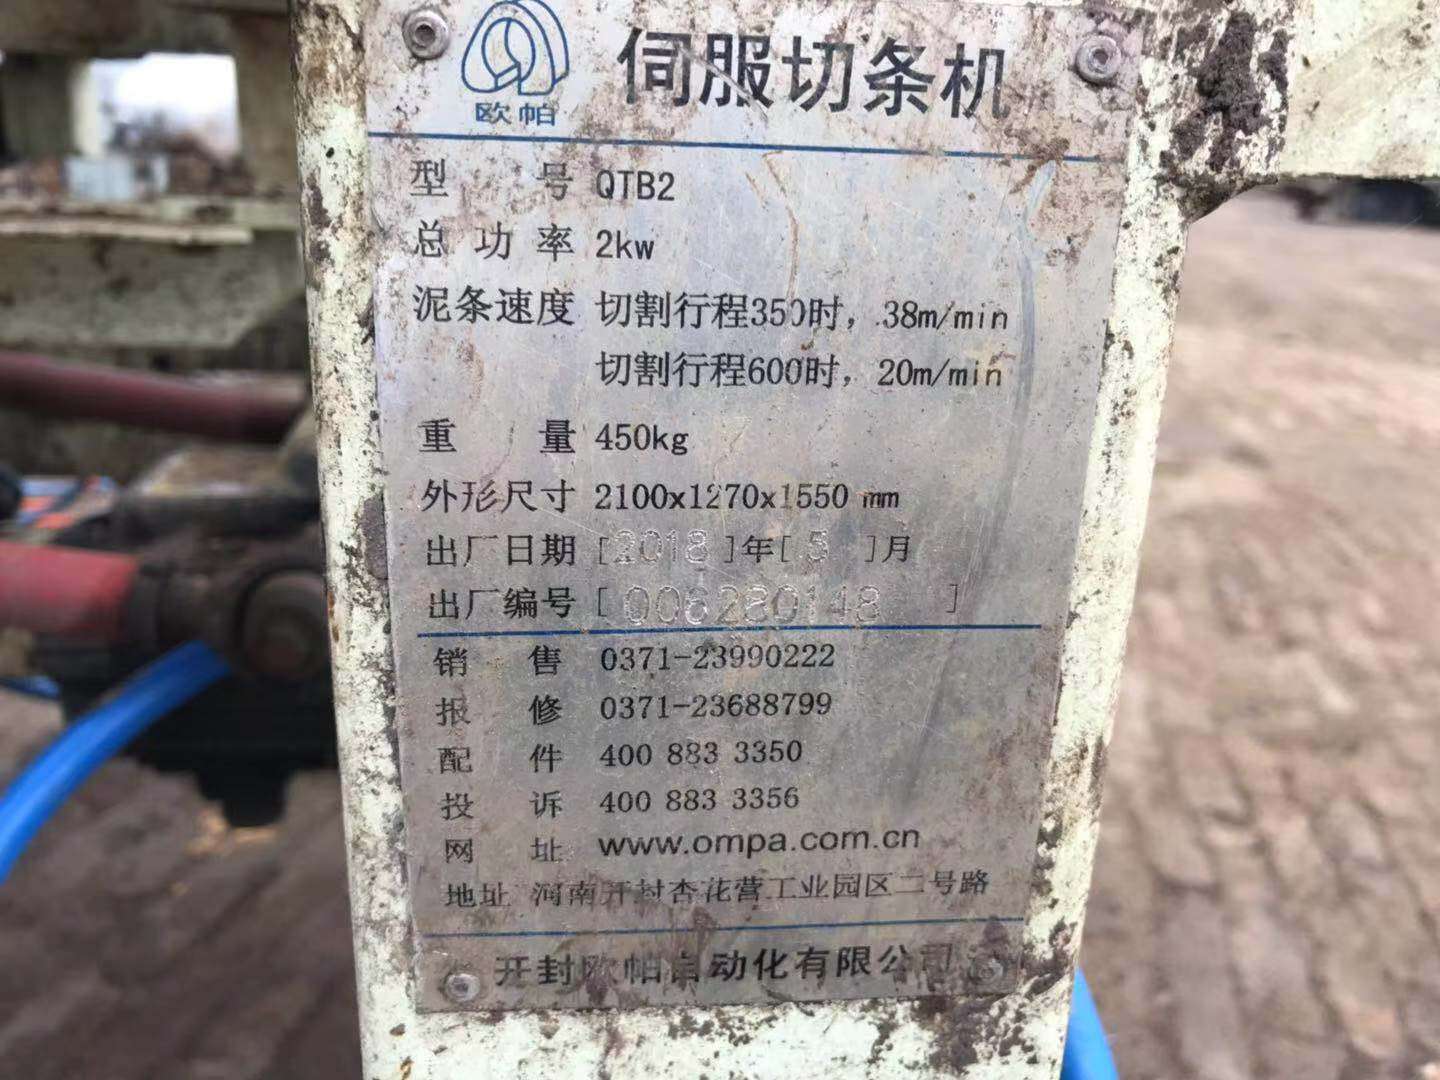 欧帕
伺服切条机
型 号 QTB2
总功率 2kw
泥条速度 切割行程350时，38m/min
切割行程600时，20m/min
重 量 450kg
外形尺寸 2100x1270x1550 mm
出厂日期 [2018]年[5]月
出厂编号 [006280148]
销 售 0371-23990222
报 修 0371-23688799
配 件 400 883 3350
投 诉 400 883 3356
网 址 www.ompa.com.cn
地址 河南开封杏花营工业园区二号路
开封欧帕自动化有限公司